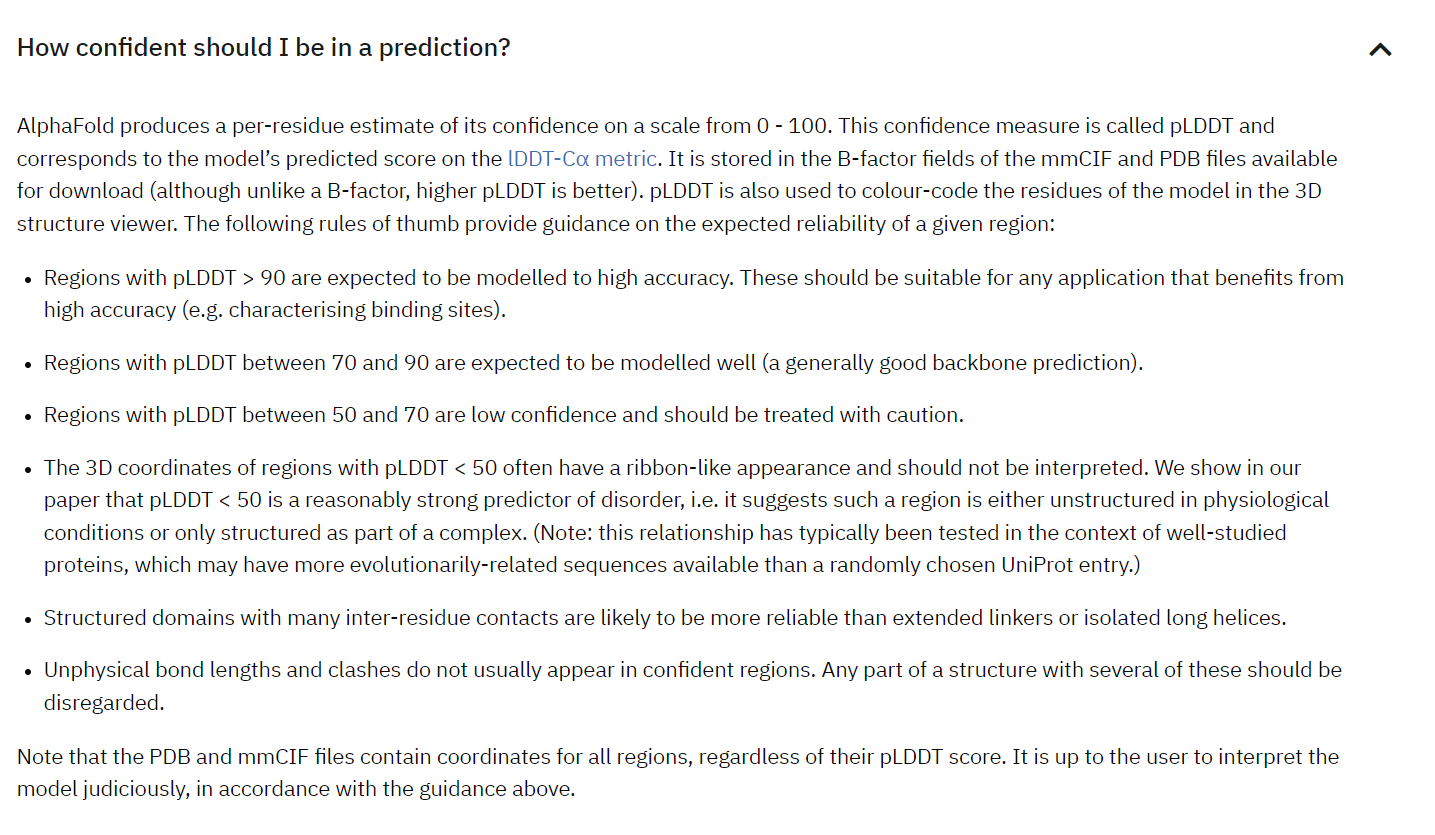 How confident should I be in a prediction?
AlphaFold produces a per-residue estimate of its confidence on a scale from 0 - 100. This confidence measure is called pLDDT and
corresponds to the model’s predicted score on the lDDT-Cα metric. It is stored in the B-factor fields of the mmCIF and PDB files available
for download (although unlike a B-factor, higher pLDDT is better). pLDDT is also used to colour-code the residues of the model in the 3D
structure viewer. The following rules of thumb provide guidance on the expected reliability of a given region:
• Regions with pLDDT > 90 are expected to be modelled to high accuracy. These should be suitable for any application that benefits from
high accuracy (e.g. characterising binding sites).
• Regions with pLDDT between 70 and 90 are expected to be modelled well (a generally good backbone prediction).
• Regions with pLDDT between 50 and 70 are low confidence and should be treated with caution.
• The 3D coordinates of regions with pLDDT < 50 often have a ribbon-like appearance and should not be interpreted. We show in our
paper that pLDDT < 50 is a reasonably strong predictor of disorder, i.e. it suggests such a region is either unstructured in physiological
conditions or only structured as part of a complex. (Note: this relationship has typically been tested in the context of well-studied
proteins, which may have more evolutionarily-related sequences available than a randomly chosen UniProt entry.)
• Structured domains with many inter-residue contacts are likely to be more reliable than extended linkers or isolated long helices.
• Unphysical bond lengths and clashes do not usually appear in confident regions. Any part of a structure with several of these should be
disregarded.
Note that the PDB and mmCIF files contain coordinates for all regions, regardless of their pLDDT score. It is up to the user to interpret the
model judiciously, in accordance with the guidance above.